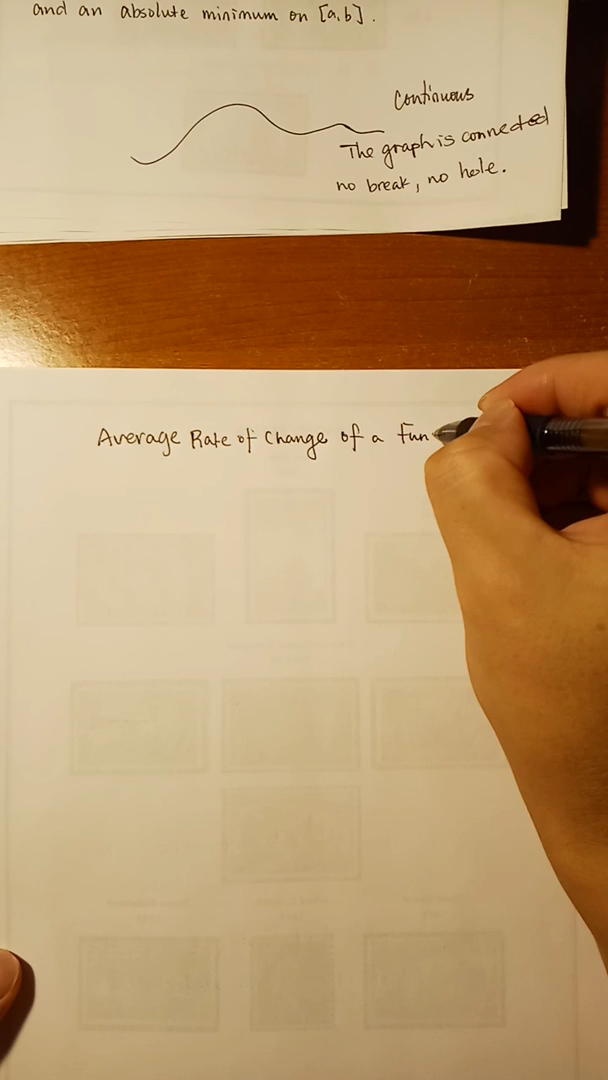 and an absolute minimum on [a,b].
Continuous
The graph is connected
no break, no hole.
Average Rate of Change of a Fun